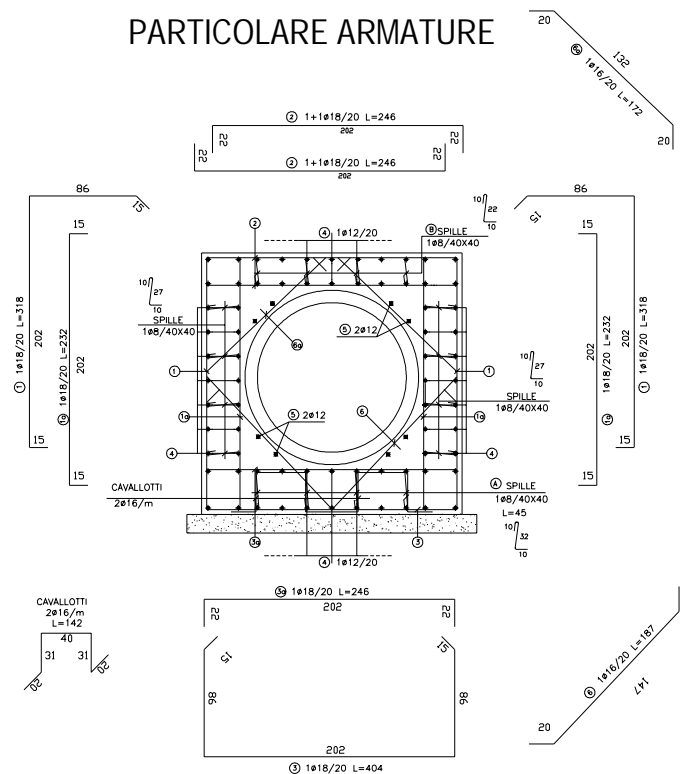 PARTICOLARE ARMATURE
20
132
6a 1ø16/20 L=172
20
2 1+1ø18/20 L=246
22
202
22
2 1+1ø18/20 L=246
22
202
22
86
15
15
1 1ø18/20 L=318
202
1a 1ø18/20 L=232
202
15
15
86
15
15
202
1ø18/20 L=232
1a
202
1ø18/20 L=318
1
15
15
10
22
10
2
4 1ø12/20
B SPILLE
1ø8/40X40
10
27
10
SPILLE
1ø8/40X40
5 2ø12
6a
10
27
10
1
1
SPILLE
1ø8/40X40
1a
5 2ø12
6
1a
4
4
CAVALLOTTI
2ø16/m
A SPILLE
1ø8/40X40
L=45
10
32
10
3a
3
4 1ø12/20
CAVALLOTTI
2ø16/m
L=142
40
31
31
20
20
3a 1ø18/20 L=246
202
22
22
15
15
86
86
202
3 1ø18/20 L=404
6 1ø16/20 L=187
147
20